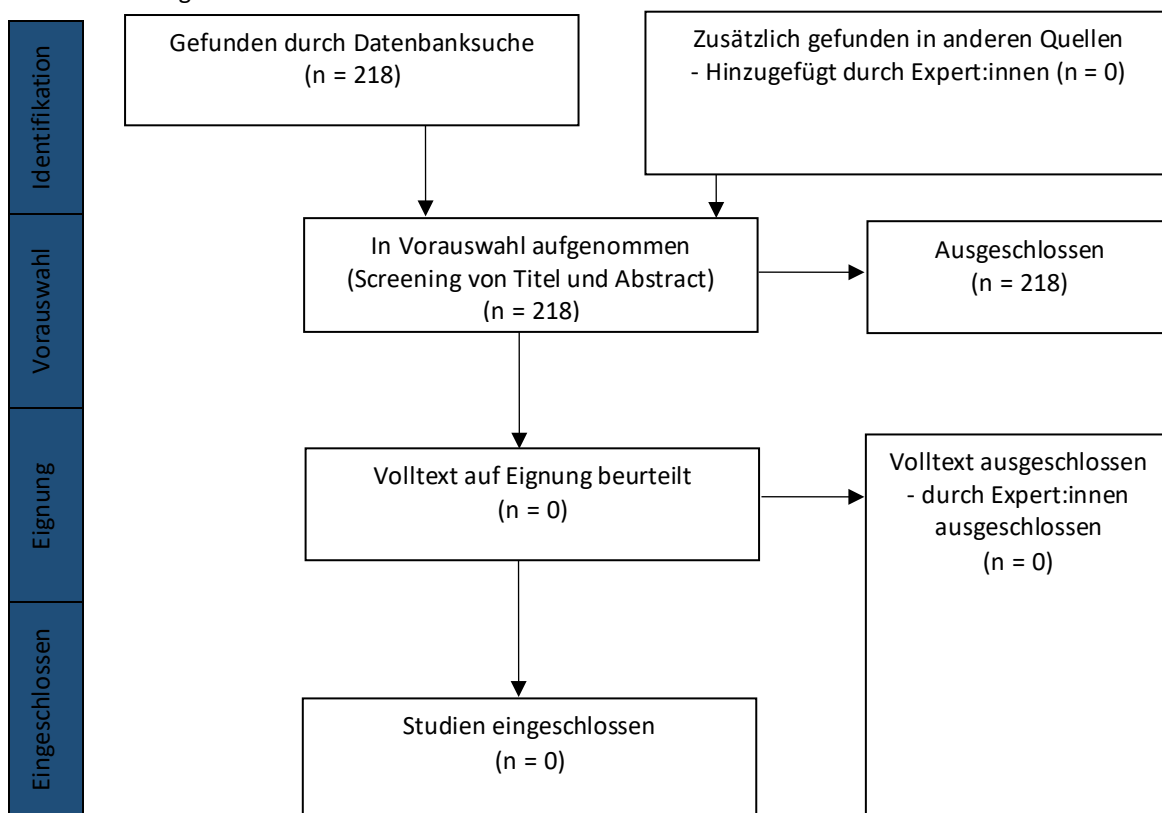 Identifikation
Gefunden durch Datenbanksuche
(n = 218)
Zusätzlich gefunden in anderen Quellen
- Hinzugefügt durch Expert:innen (n = 0)
Vorauswahl
In Vorauswahl aufgenommen
(Screening von Titel und Abstract)
(n = 218)
Ausgeschlossen
(n = 218)
Eignung
Volltext auf Eignung beurteilt
(n = 0)
Volltext ausgeschlossen
- durch Expert:innen
ausgeschlossen
(n = 0)
Eingeschlossen
Studien eingeschlossen
(n = 0)